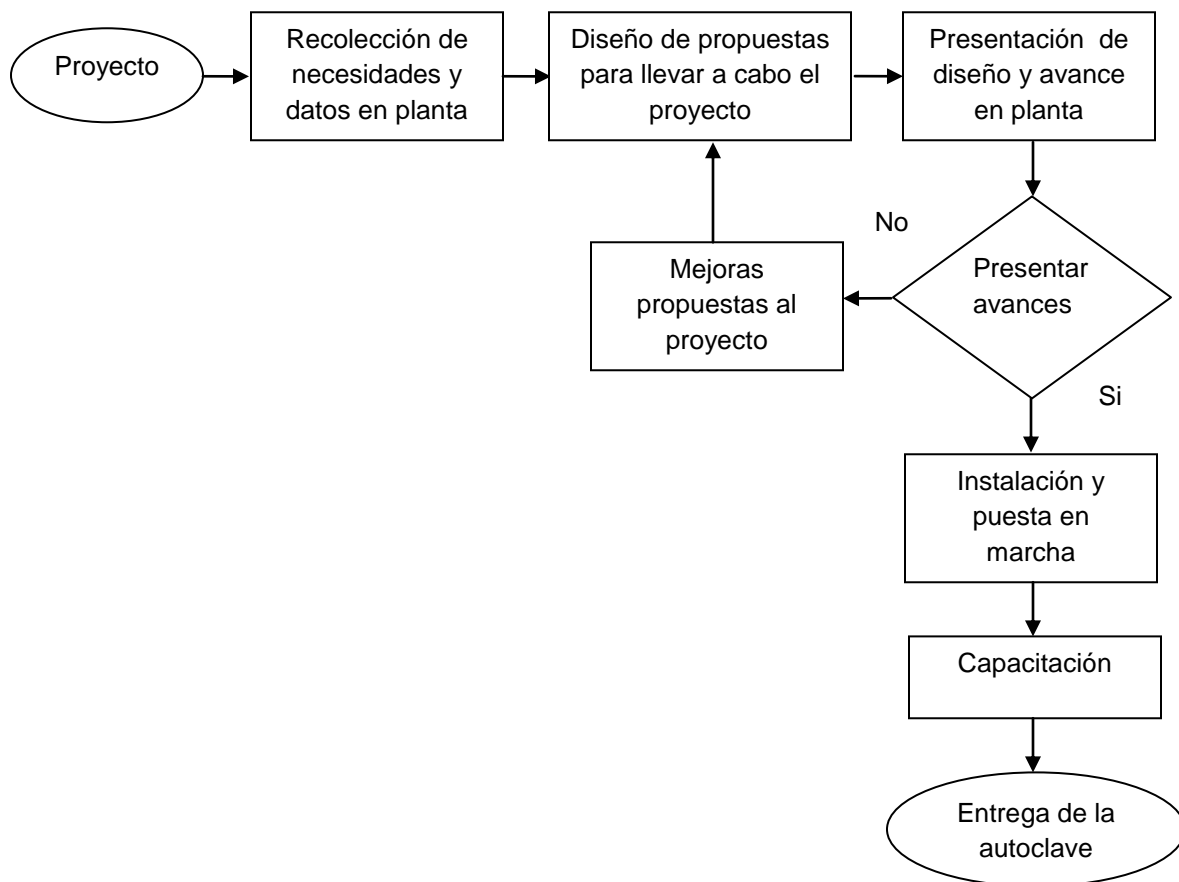 Proyecto
Recolección de
necesidades y
datos en planta
Diseño de propuestas
para llevar a cabo el
proyecto
Presentación de
diseño y avance
en planta
No
Mejoras
propuestas al
proyecto
Presentar
avances
Si
Instalación y
puesta en
marcha
Capacitación
Entrega de la
autoclave